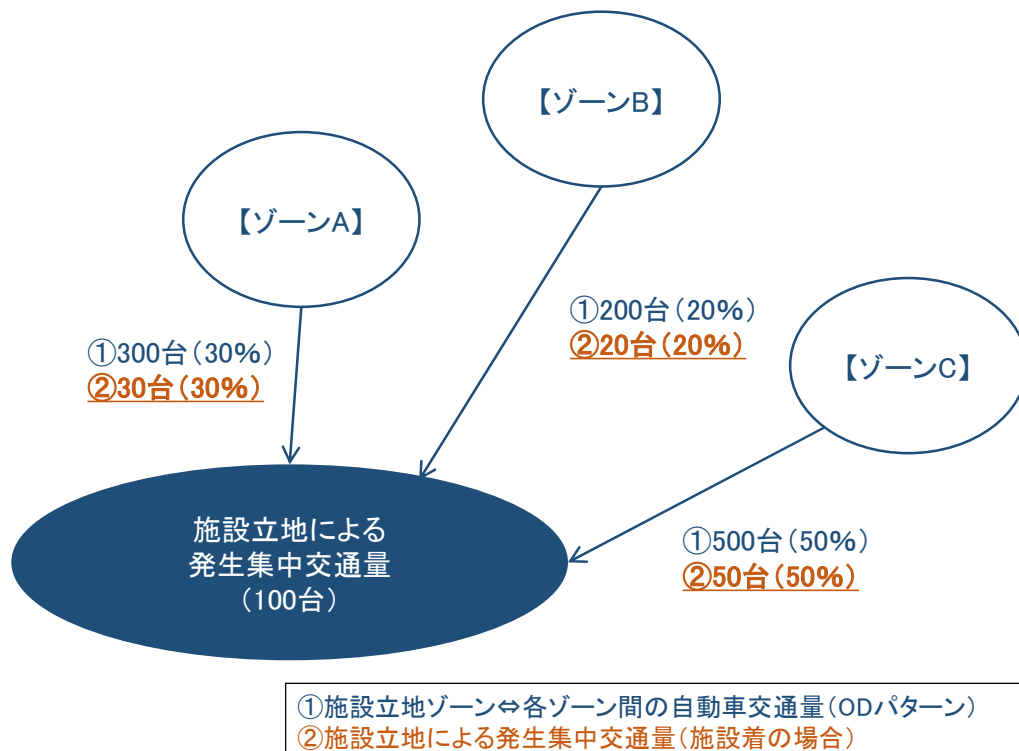 【ゾーンB】
【ゾーンA】
①200台(20%)
②20台(20%)
①300台(30%)
②30台(30%)
【ゾーンC】
施設立地による
発生集中交通量
(100台)
①500台(50%)
②50台(50%)
①施設立地ゾーン⇔各ゾーン間の自動車交通量(ODパターン)
②施設立地による発生集中交通量(施設着の場合)